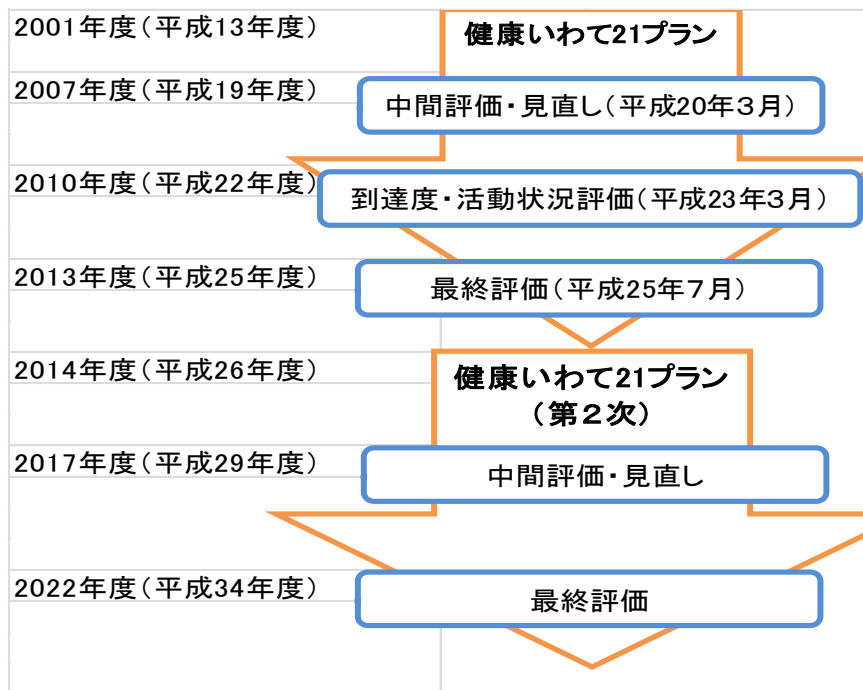 2001年度(平成13年度)
健康いわて21プラン
2007年度(平成19年度)
中間評価・見直し(平成20年3月)
2010年度(平成22年度)
到達度・活動状況評価(平成23年3月)
2013年度(平成25年度)
最終評価(平成25年7月)
2014年度(平成26年度)
健康いわて21プラン
(第2次)
2017年度(平成29年度)
中間評価・見直し
2022年度(平成34年度)
最終評価